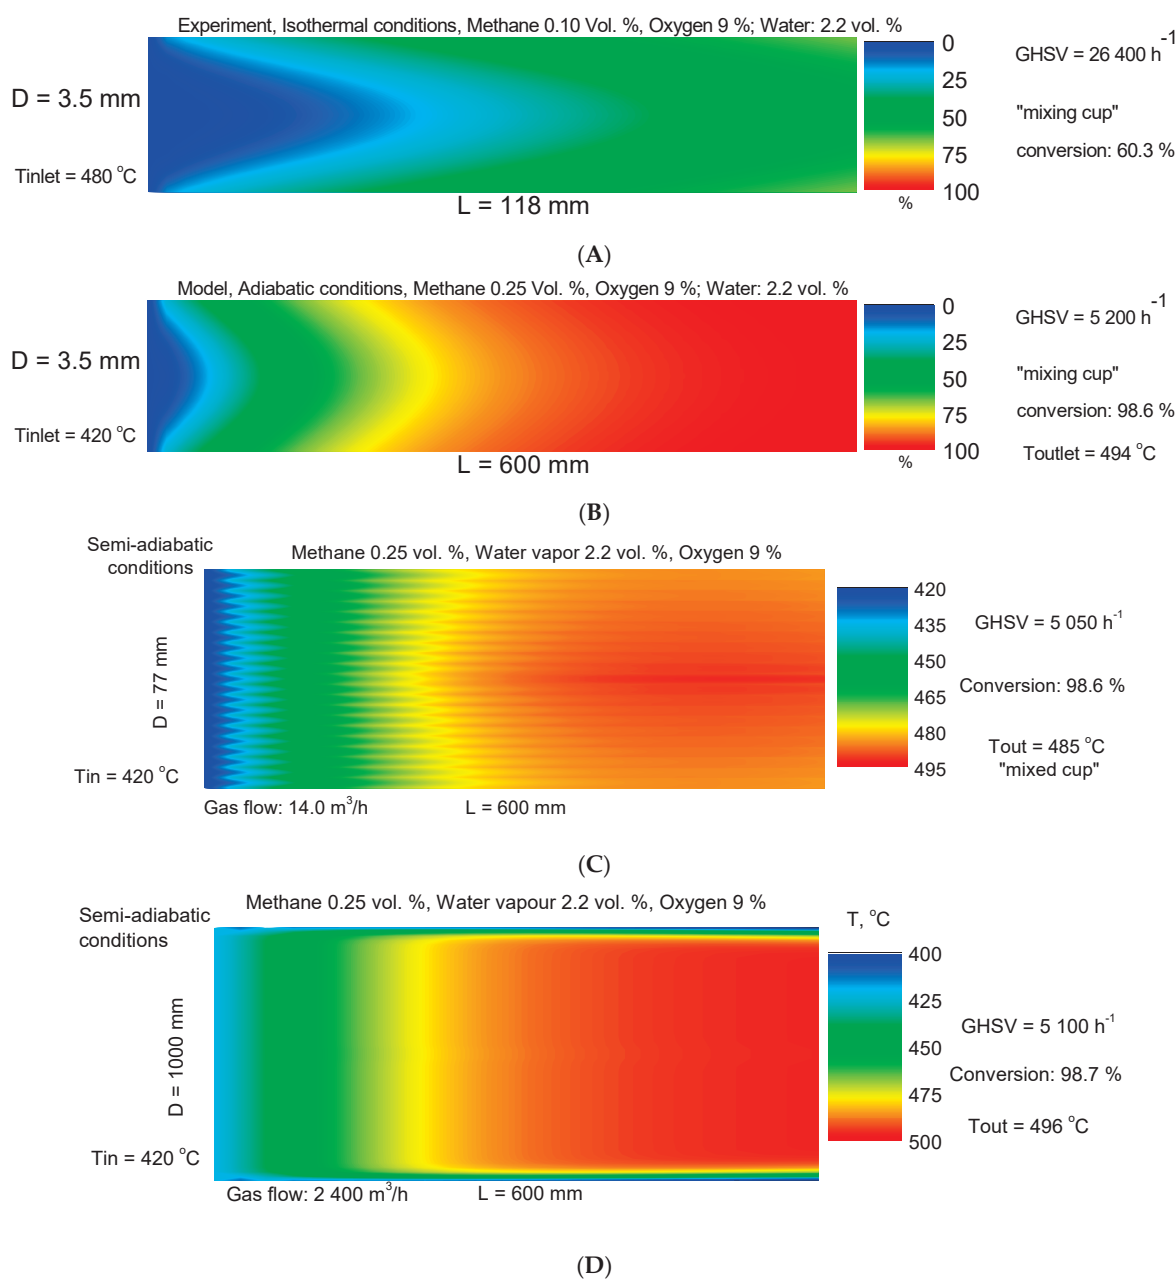 Experiment, Isothermal conditions, Methane 0.10 Vol. %, Oxygen 9 %; Water: 2.2 vol. %
D = 3.5 mm
Tinlet = 480 °C
L = 118 mm
0
25
50
75
100
%
GHSV = 26 400 h⁻¹
"mixing cup"
conversion: 60.3 %
(A)
Model, Adiabatic conditions, Methane 0.25 Vol. %, Oxygen 9 %; Water: 2.2 vol. %
D = 3.5 mm
Tinlet = 420 °C
L = 600 mm
0
25
50
75
100
%
GHSV = 5 200 h⁻¹
"mixing cup"
conversion: 98.6 %
Toutlet = 494 °C
(B)
Semi-adiabatic
conditions
Methane 0.25 vol. %, Water vapor 2.2 vol. %, Oxygen 9 %
D = 77 mm
Tin = 420 °C
Gas flow: 14.0 m³/h
L = 600 mm
420
435
450
465
480
495
GHSV = 5 050 h⁻¹
Conversion: 98.6 %
Tout = 485 °C
"mixed cup"
(C)
Semi-adiabatic
conditions
Methane 0.25 vol. %, Water vapour 2.2 vol. %, Oxygen 9 %
D = 1000 mm
Tin = 420 °C
Gas flow: 2 400 m³/h
L = 600 mm
T, °C
400
425
450
475
500
GHSV = 5 100 h⁻¹
Conversion: 98.7 %
Tout = 496 °C
(D)